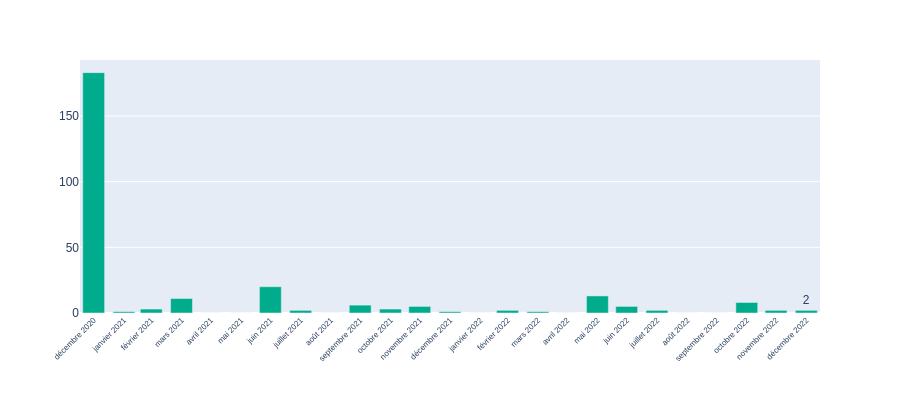 150
100
50
0
2
décembre 2020
janvier 2021
février 2021
mars 2021
avril 2021
mai 2021
juin 2021
juillet 2021
août 2021
septembre 2021
octobre 2021
novembre 2021
décembre 2021
janvier 2022
février 2022
mars 2022
avril 2022
mai 2022
juin 2022
juillet 2022
août 2022
septembre 2022
octobre 2022
novembre 2022
décembre 2022